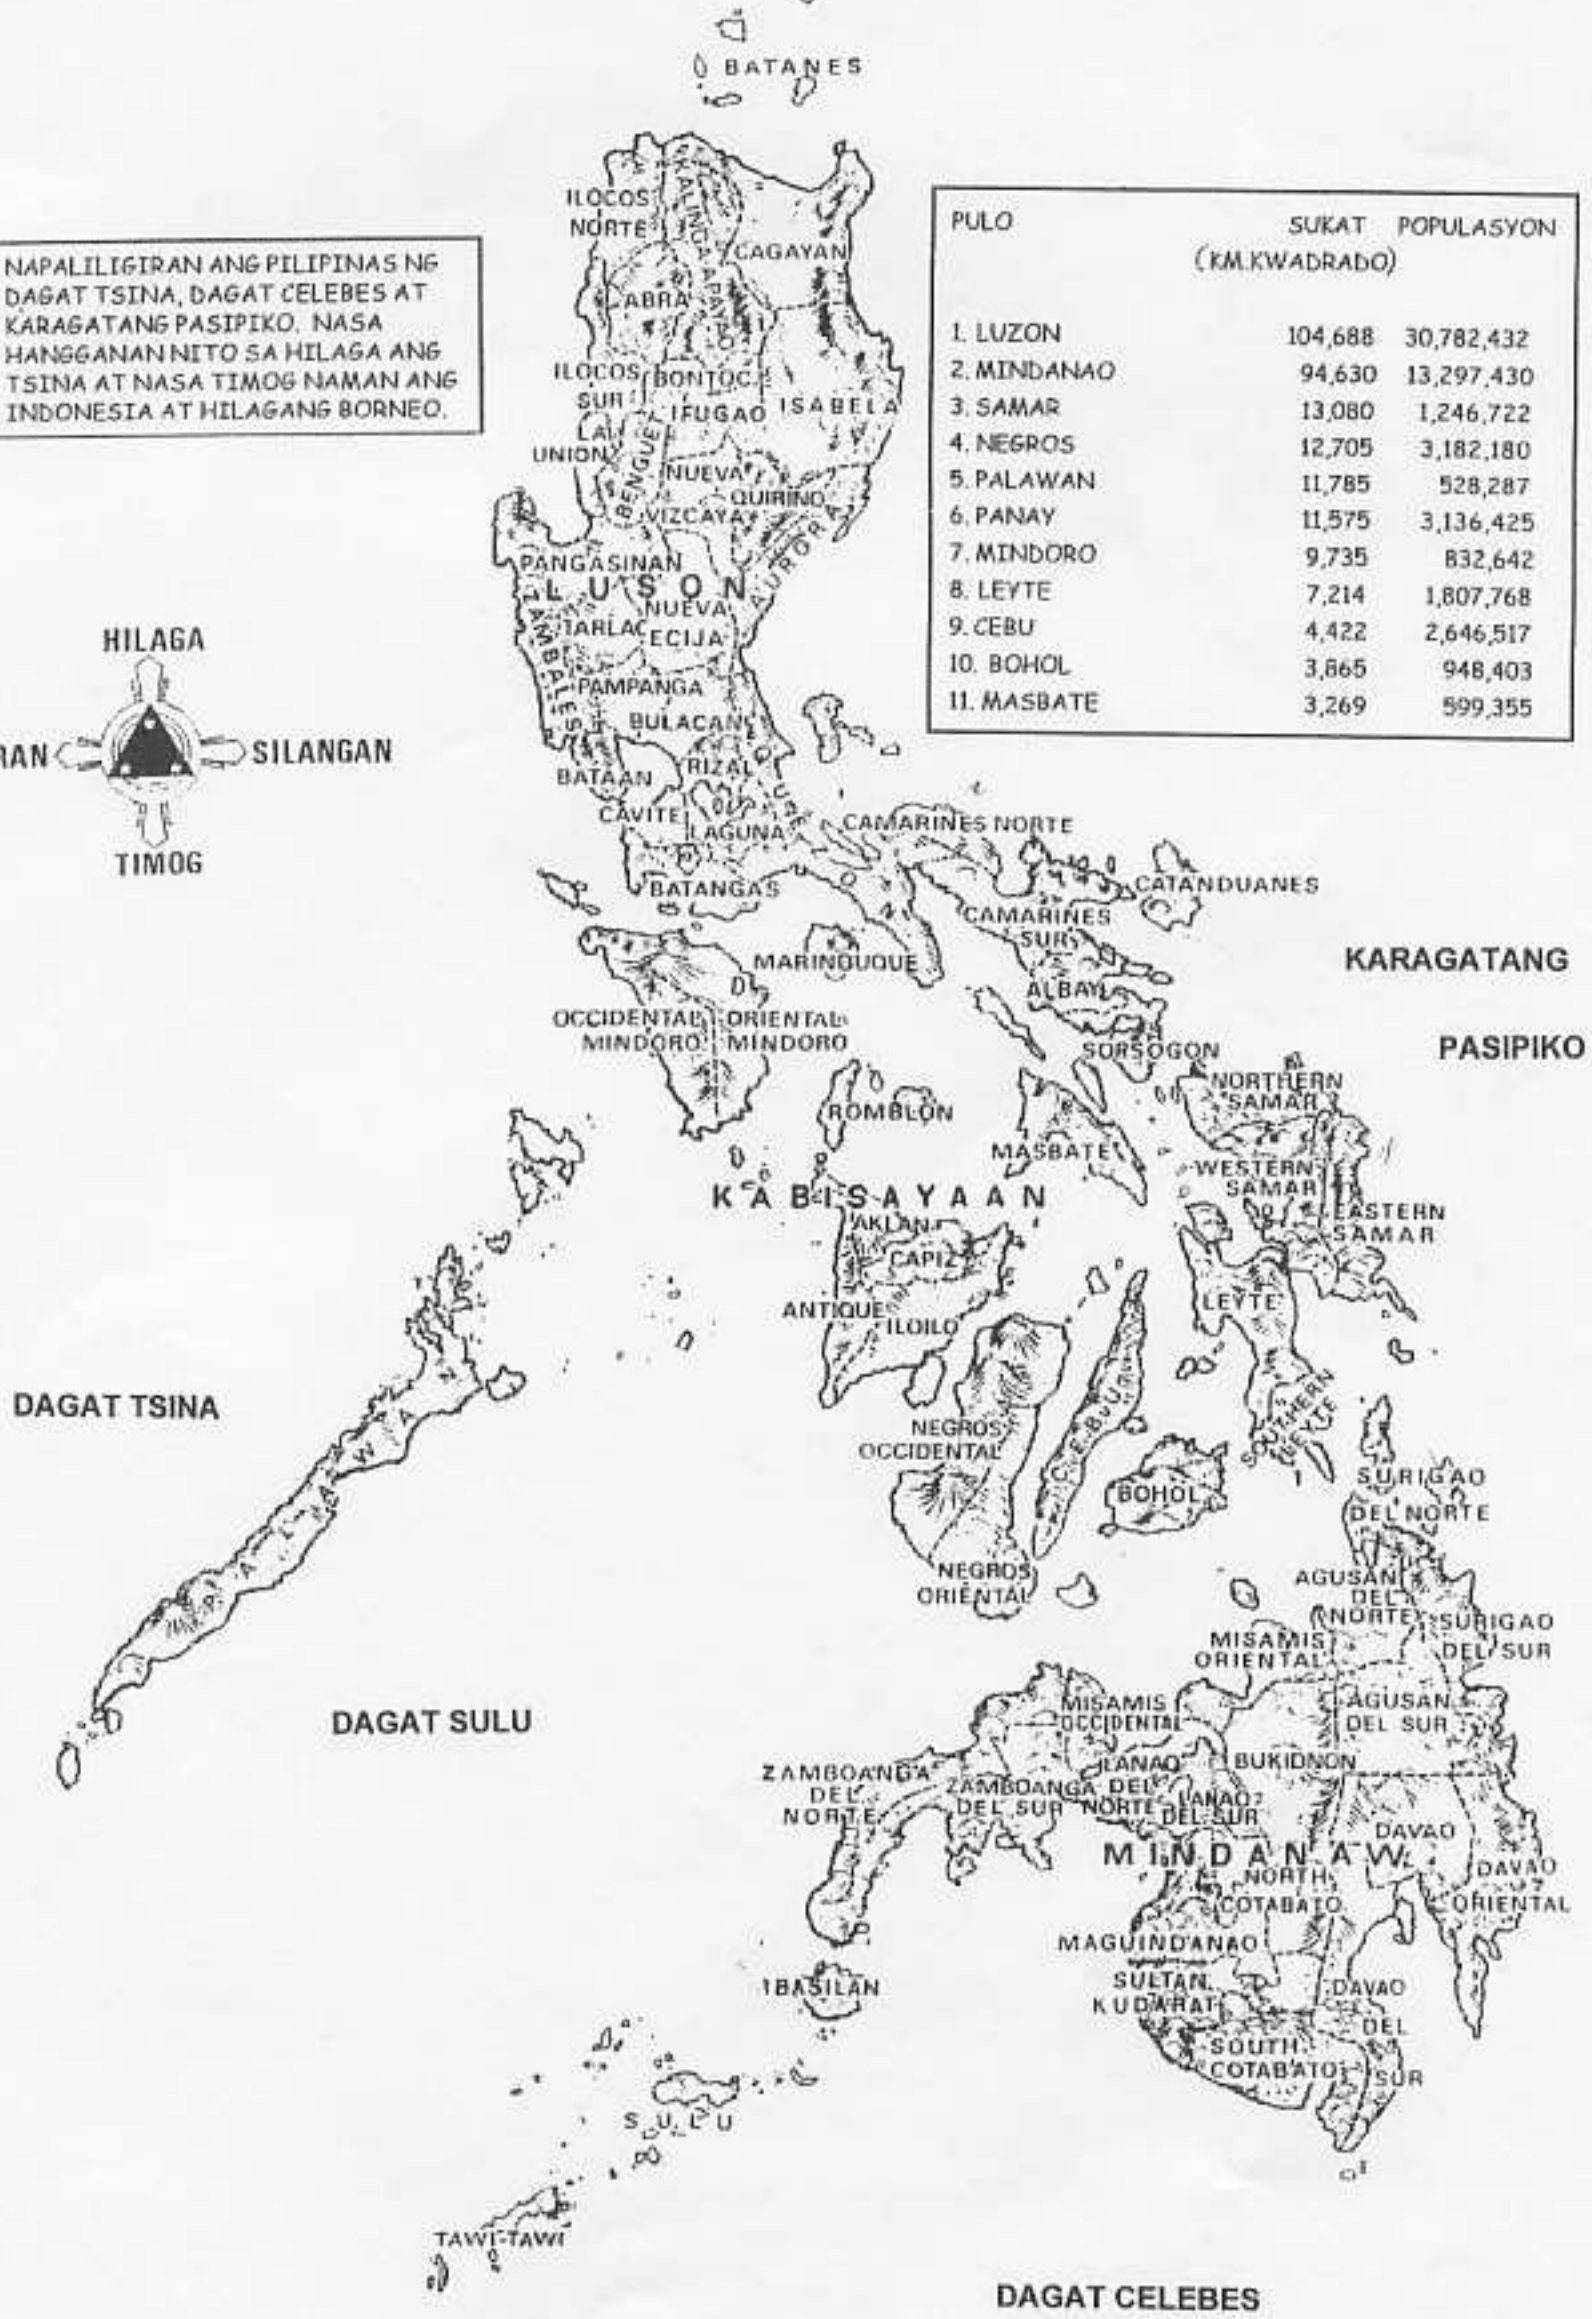 BATANES
NAPALILIGIRAN ANG PILIPINAS NG
DAGAT TSINA, DAGAT CELEBES AT
KARAGATANG PASIPIKO. NASA
HANGGANAN NITO SA HILAGA ANG
TSINA AT NASA TIMOG NAMAN ANG
INDONESIA AT HILAGANG BORNEO.
PULO SUKAT POPULASYON
(KM.KWADRADO)
1. LUZON 104,688 30,782,432
2. MINDANAO 94,630 13,297,430
3. SAMAR 13,080 1,246,722
4. NEGROS 12,705 3,182,180
5. PALAWAN 11,785 528,287
6. PANAY 11,575 3,136,425
7. MINDORO 9,735 832,642
8. LEYTE 7,214 1,807,768
9. CEBU 4,422 2,646,517
10. BOHOL 3,865 948,403
11. MASBATE 3,269 599,355
ILOCOS
NORTE
KALINGA APAYAO
CAGAYAN
ABRA
ILOCOS
SUR
BONTOC
IFUGAO
ISABELA
LA
UNION
BENGUET
NUEVA
VIZCAYA
QUIRINO
AURORA
PANGASINAN
LUSON
ZAMBALES
TARLAC
NUEVA
ECIJA
PAMPANGA
BULACAN
BATAAN
RIZAL
CAVITE
LAGUNA
QUEZON
BATANGAS
HILAGA
RAN
SILANGAN
TIMOG
CAMARINES NORTE
CATANDUANES
CAMARINES
SUR
MARINDUQUE
ALBAY
SORSOGON
KARAGATANG
PASIPIKO
OCCIDENTAL
MINDORO
ORIENTAL
MINDORO
ROMBLON
MASBATE
NORTHERN
SAMAR
WESTERN
SAMAR
EASTERN
SAMAR
KABISAYAAN
AKLAN
CAPIZ
ANTIQUE
ILOILO
LEYTE
SOUTHERN
LEYTE
DAGAT TSINA
PALAWAN
NEGROS
OCCIDENTAL
CEBU
BOHOL
NEGROS
ORIENTAL
SURIGAO
DEL NORTE
AGUSAN
DEL
NORTE
SURIGAO
DEL SUR
MISAMIS
ORIENTAL
DAGAT SULU
MISAMIS
OCCIDENTAL
AGUSAN
DEL SUR
BUKIDNON
ZAMBOANGA
DEL
NORTE
ZAMBOANGA
DEL SUR
LANAO
DEL
NORTE
LANAO
DEL SUR
MINDANAW
DAVAO
DAVAO
ORIENTAL
NORTH
COTABATO
MAGUINDANAO
BASILAN
SULTAN
KUDARAT
DAVAO
DEL
SUR
SOUTH
COTABATO
SULU
TAWI-TAWI
DAGAT CELEBES